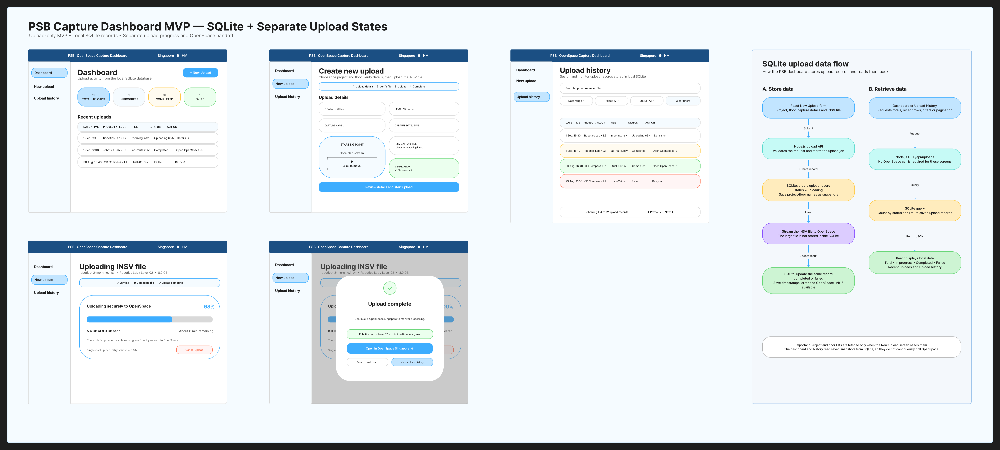 PSB Capture Dashboard MVP — SQLite + Separate Upload States
Upload-only MVP • Local SQLite records • Separate upload progress and OpenSpace handoff
PSB OpenSpace Capture Dashboard Singapore ● HM
Dashboard
New upload
Upload history
Dashboard
Upload activity from the local SQLite database
+ New Upload
12
TOTAL UPLOADS
1
IN PROGRESS
10
COMPLETED
1
FAILED
Recent uploads
DATE / TIME PROJECT / FLOOR FILE STATUS ACTION
1 Sep, 19:30 Robotics Lab • L2 morning.insv Uploading 68% Details →
1 Sep, 18:10 Robotics Lab • L2 lab-route.insv Completed Open OpenSpace →
30 Aug, 16:40 CD Compass • L1 trial-01.insv Failed Retry →
PSB OpenSpace Capture Dashboard Singapore ● HM
Dashboard
New upload
Upload history
Create new upload
Choose the project and floor, verify details, then upload the INSV file.
1 Upload details 2 Verify file 3 Upload 4 Complete
Upload details
PROJECT / SITE...
FLOOR / SHEET...
CAPTURE NAME...
CAPTURE DATE / TIME...
STARTING POINT
Floor-plan preview
●
Click to move
...
INSV CAPTURE FILE
robotics-l2-morning.insv...
VERIFICATION
✓ File accepted...
Review details and start upload
PSB OpenSpace Capture Dashboard Singapore ● HM
Dashboard
New upload
Upload history
Upload history
Search and monitor upload records stored in local SQLite
Search upload name or file
Date range ▾
Project: All ▾
Status: All ▾
Clear filters
DATE / TIME PROJECT / FLOOR FILE STATUS ACTION
1 Sep, 19:30 Robotics Lab • L2 morning.insv Uploading 68% Details →
1 Sep, 18:10 Robotics Lab • L2 lab-route.insv Completed Open OpenSpace →
30 Aug, 16:40 CD Compass • L1 trial-01.insv Completed Open OpenSpace →
29 Aug, 11:05 CD Compass • L1 trial-00.insv Failed Retry →
Showing 1–4 of 12 upload records ◀ Previous Next ▶
PSB OpenSpace Capture Dashboard Singapore ● HM
Dashboard
New upload
Upload history
Uploading INSV file
robotics-l2-morning.insv • Robotics Lab / Level 02 • 8.0 GB
✓ Verified ● Uploading file ○ Upload complete
Uploading securely to OpenSpace
68%
5.4 GB of 8.0 GB sent
About 6 min remaining
The Node.js uploader calculates progress from bytes sent to OpenSpace.
Single-part upload: retry starts from 0%.
Cancel upload
PSB OpenSpace Capture Dashboard Singapore ● HM
Dashboard
New upload
Upload history
Uploading INSV file
robotics-l2-morning.insv • Robotics Lab / Level 02 • 8.0 GB
Uplo
00%
8.0 G
pleted!
The N
Single
d
Upload complete
Continue in OpenSpace Singapore to monitor processing.
Robotics Lab • Level 02 • robotics-l2-morning.insv
Open in OpenSpace Singapore →
Back to dashboard
View upload history
SQLite upload data flow
How the PSB dashboard stores upload records and reads them back
A. Store data
React New Upload form
Project, floor, capture details and INSV file
Submit
Node.js upload API
Validates the request and starts the upload job
Create record
SQLite: create upload record
status = uploading
Save project/floor names as snapshots
Upload
Stream the INSV file to OpenSpace
The large file is not stored inside SQLite
Update result
SQLite: update the same record
completed or failed
Save timestamps, error and OpenSpace link if
available
B. Retrieve data
Dashboard or Upload History
Requests totals, recent rows, filters or pagination
Request
Node.js GET /api/uploads
No OpenSpace call is required for these screens
Query
SQLite query
Count by status and return saved upload records
Return JSON
React displays local data
Total • In progress • Completed • Failed
Recent uploads and Upload history
Important: Project and floor lists are fetched only when the New Upload screen needs them.
The dashboard and history read saved snapshots from SQLite, so they do not continuously poll OpenSpace.